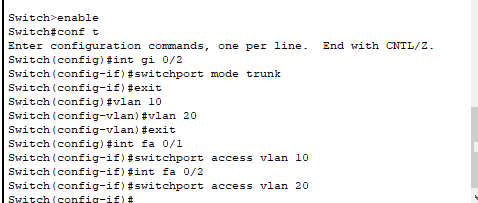 Switch>enable
Switch#conf t
Enter configuration commands, one per line.  End with CNTL/Z.
Switch(config)#int gi 0/2
Switch(config-if)#switchport mode trunk
Switch(config-if)#exit
Switch(config)#vlan 10
Switch(config-vlan)#vlan 20
Switch(config-vlan)#exit
Switch(config)#int fa 0/1
Switch(config-if)#switchport access vlan 10
Switch(config-if)#int fa 0/2
Switch(config-if)#switchport access vlan 20
Switch(config-if)#